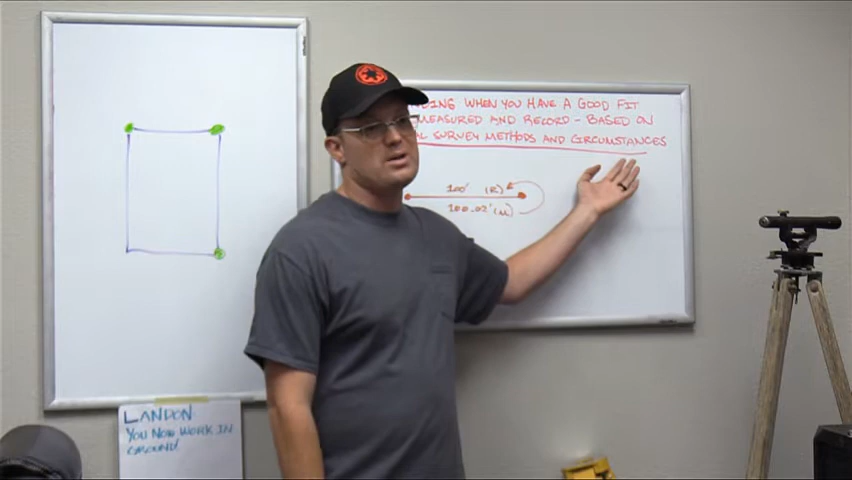 WHEN YOU HAVE A GOOD FIT
MEASURED AND RECORD - BASED ON
SURVEY METHODS AND CIRCUMSTANCES
100' (R)
100.02' (M)
LANDON
YOU NOW WORK IN
GROUND